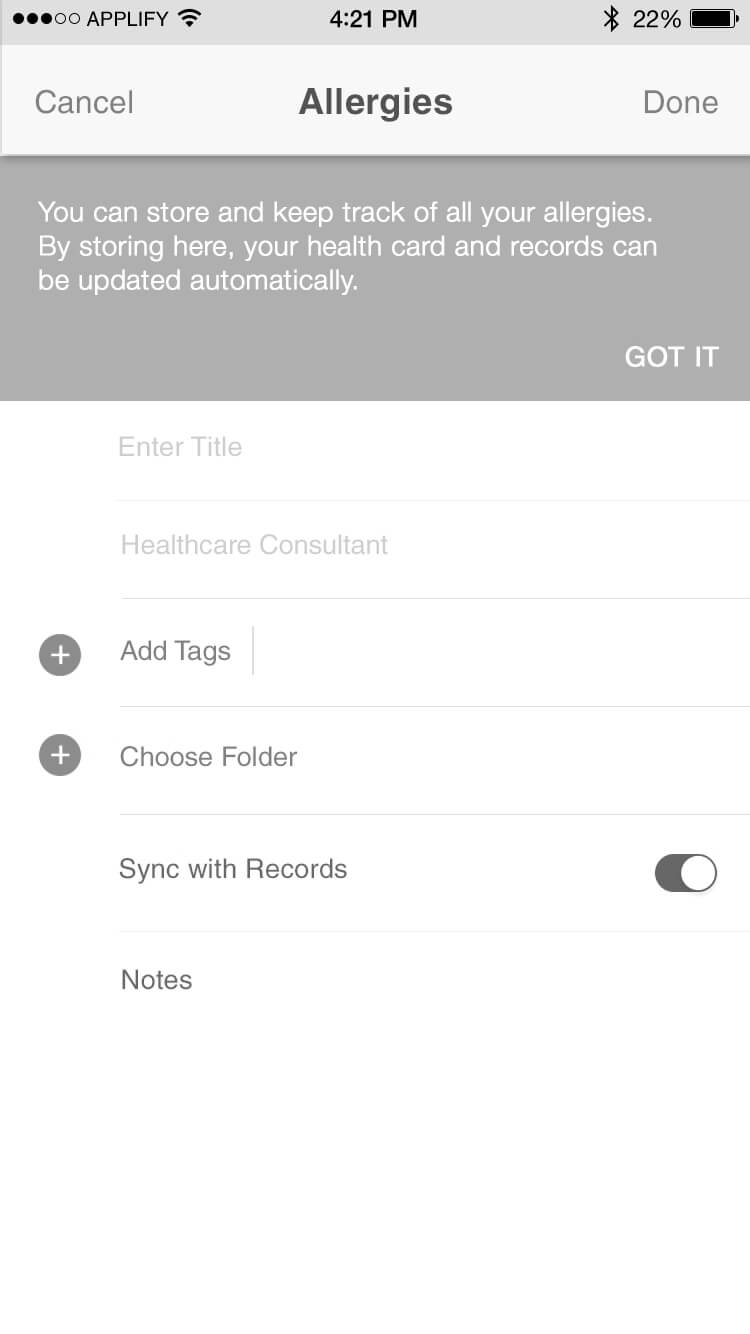 APPLIFY 4:21 PM 22%
Cancel Allergies Done
You can store and keep track of all your allergies.
By storing here, your health card and records can
be updated automatically.
GOT IT
Enter Title
Healthcare Consultant
Add Tags
Choose Folder
Sync with Records
Notes